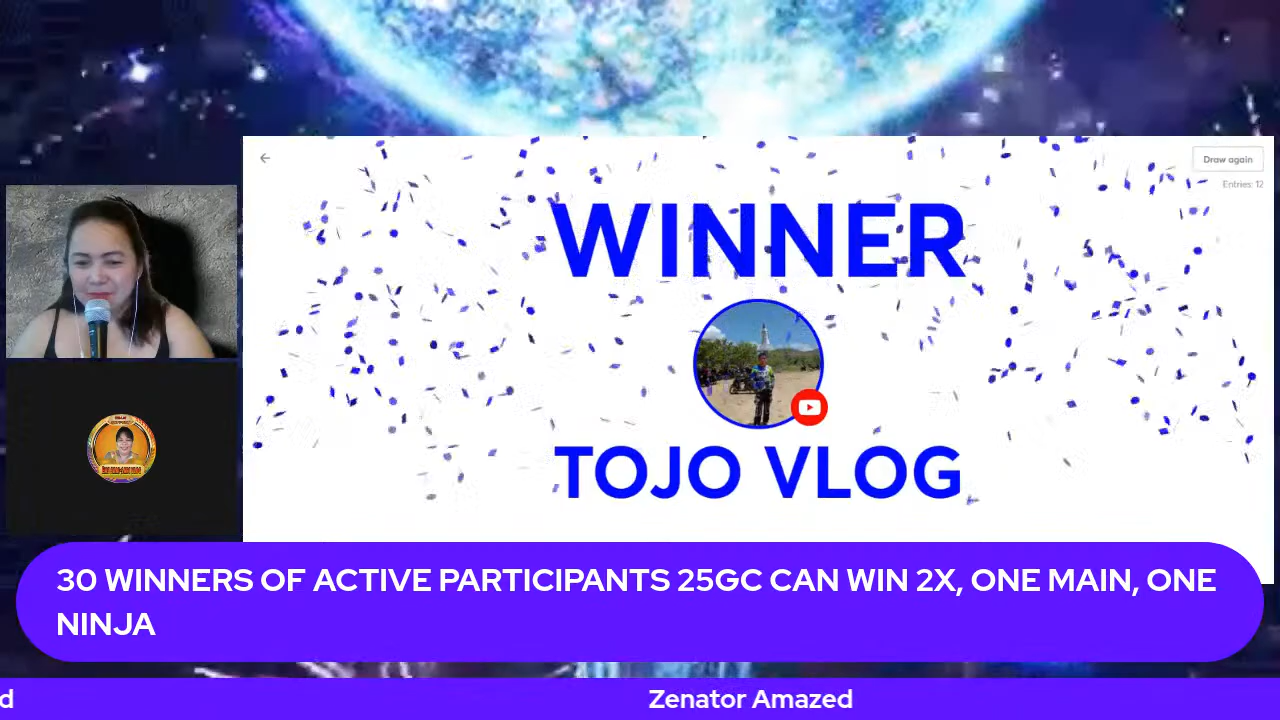 Draw again
Entries: 12
WINNER
TOJO VLOG
30 WINNERS OF ACTIVE PARTICIPANTS 25GC CAN WIN 2X, ONE MAIN, ONE
NINJA
d
Zenator Amazed